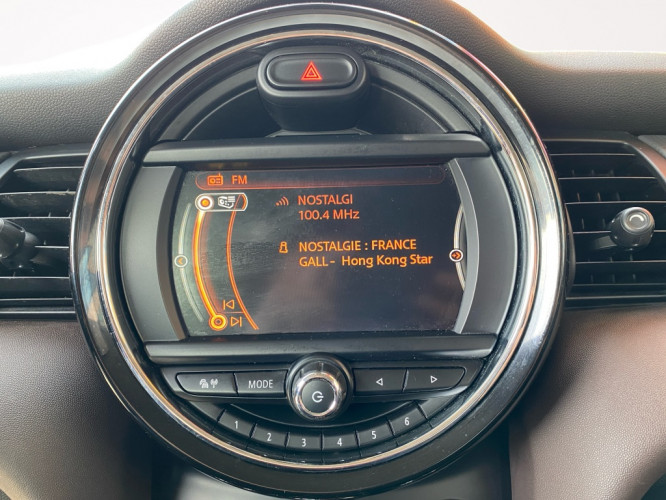 FM
NOSTALGI
100.4 MHz
NOSTALGIE : FRANCE
GALL - Hong Kong Star
MODE
1 2 3 4 5 6